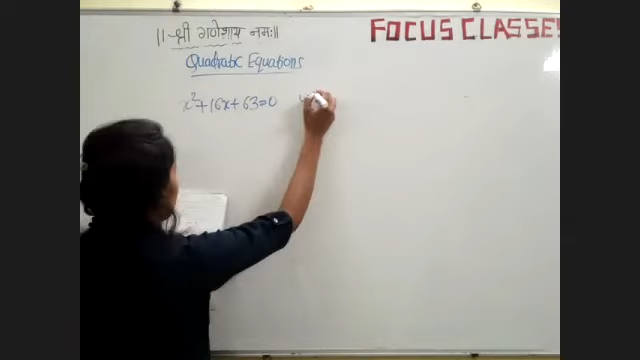 ॥ श्री गणेशाय नमः॥
FOCUS CLASSES
Quadratic Equations
x²+16x+63=0